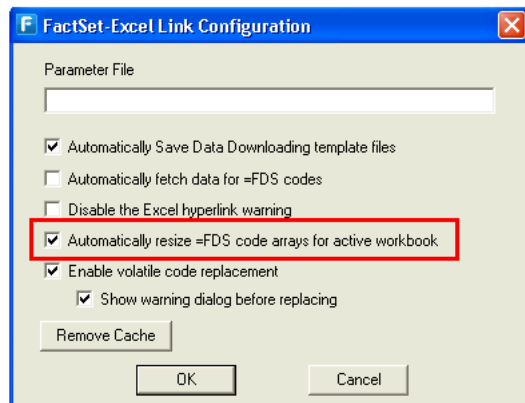 F FactSet-Excel Link Configuration
Parameter File
Automatically Save Data Downloading template files
Automatically fetch data for =FDS codes
Disable the Excel hyperlink warning
Automatically resize =FDS code arrays for active workbook
Enable volatile code replacement
Show warning dialog before replacing
Remove Cache
OK Cancel